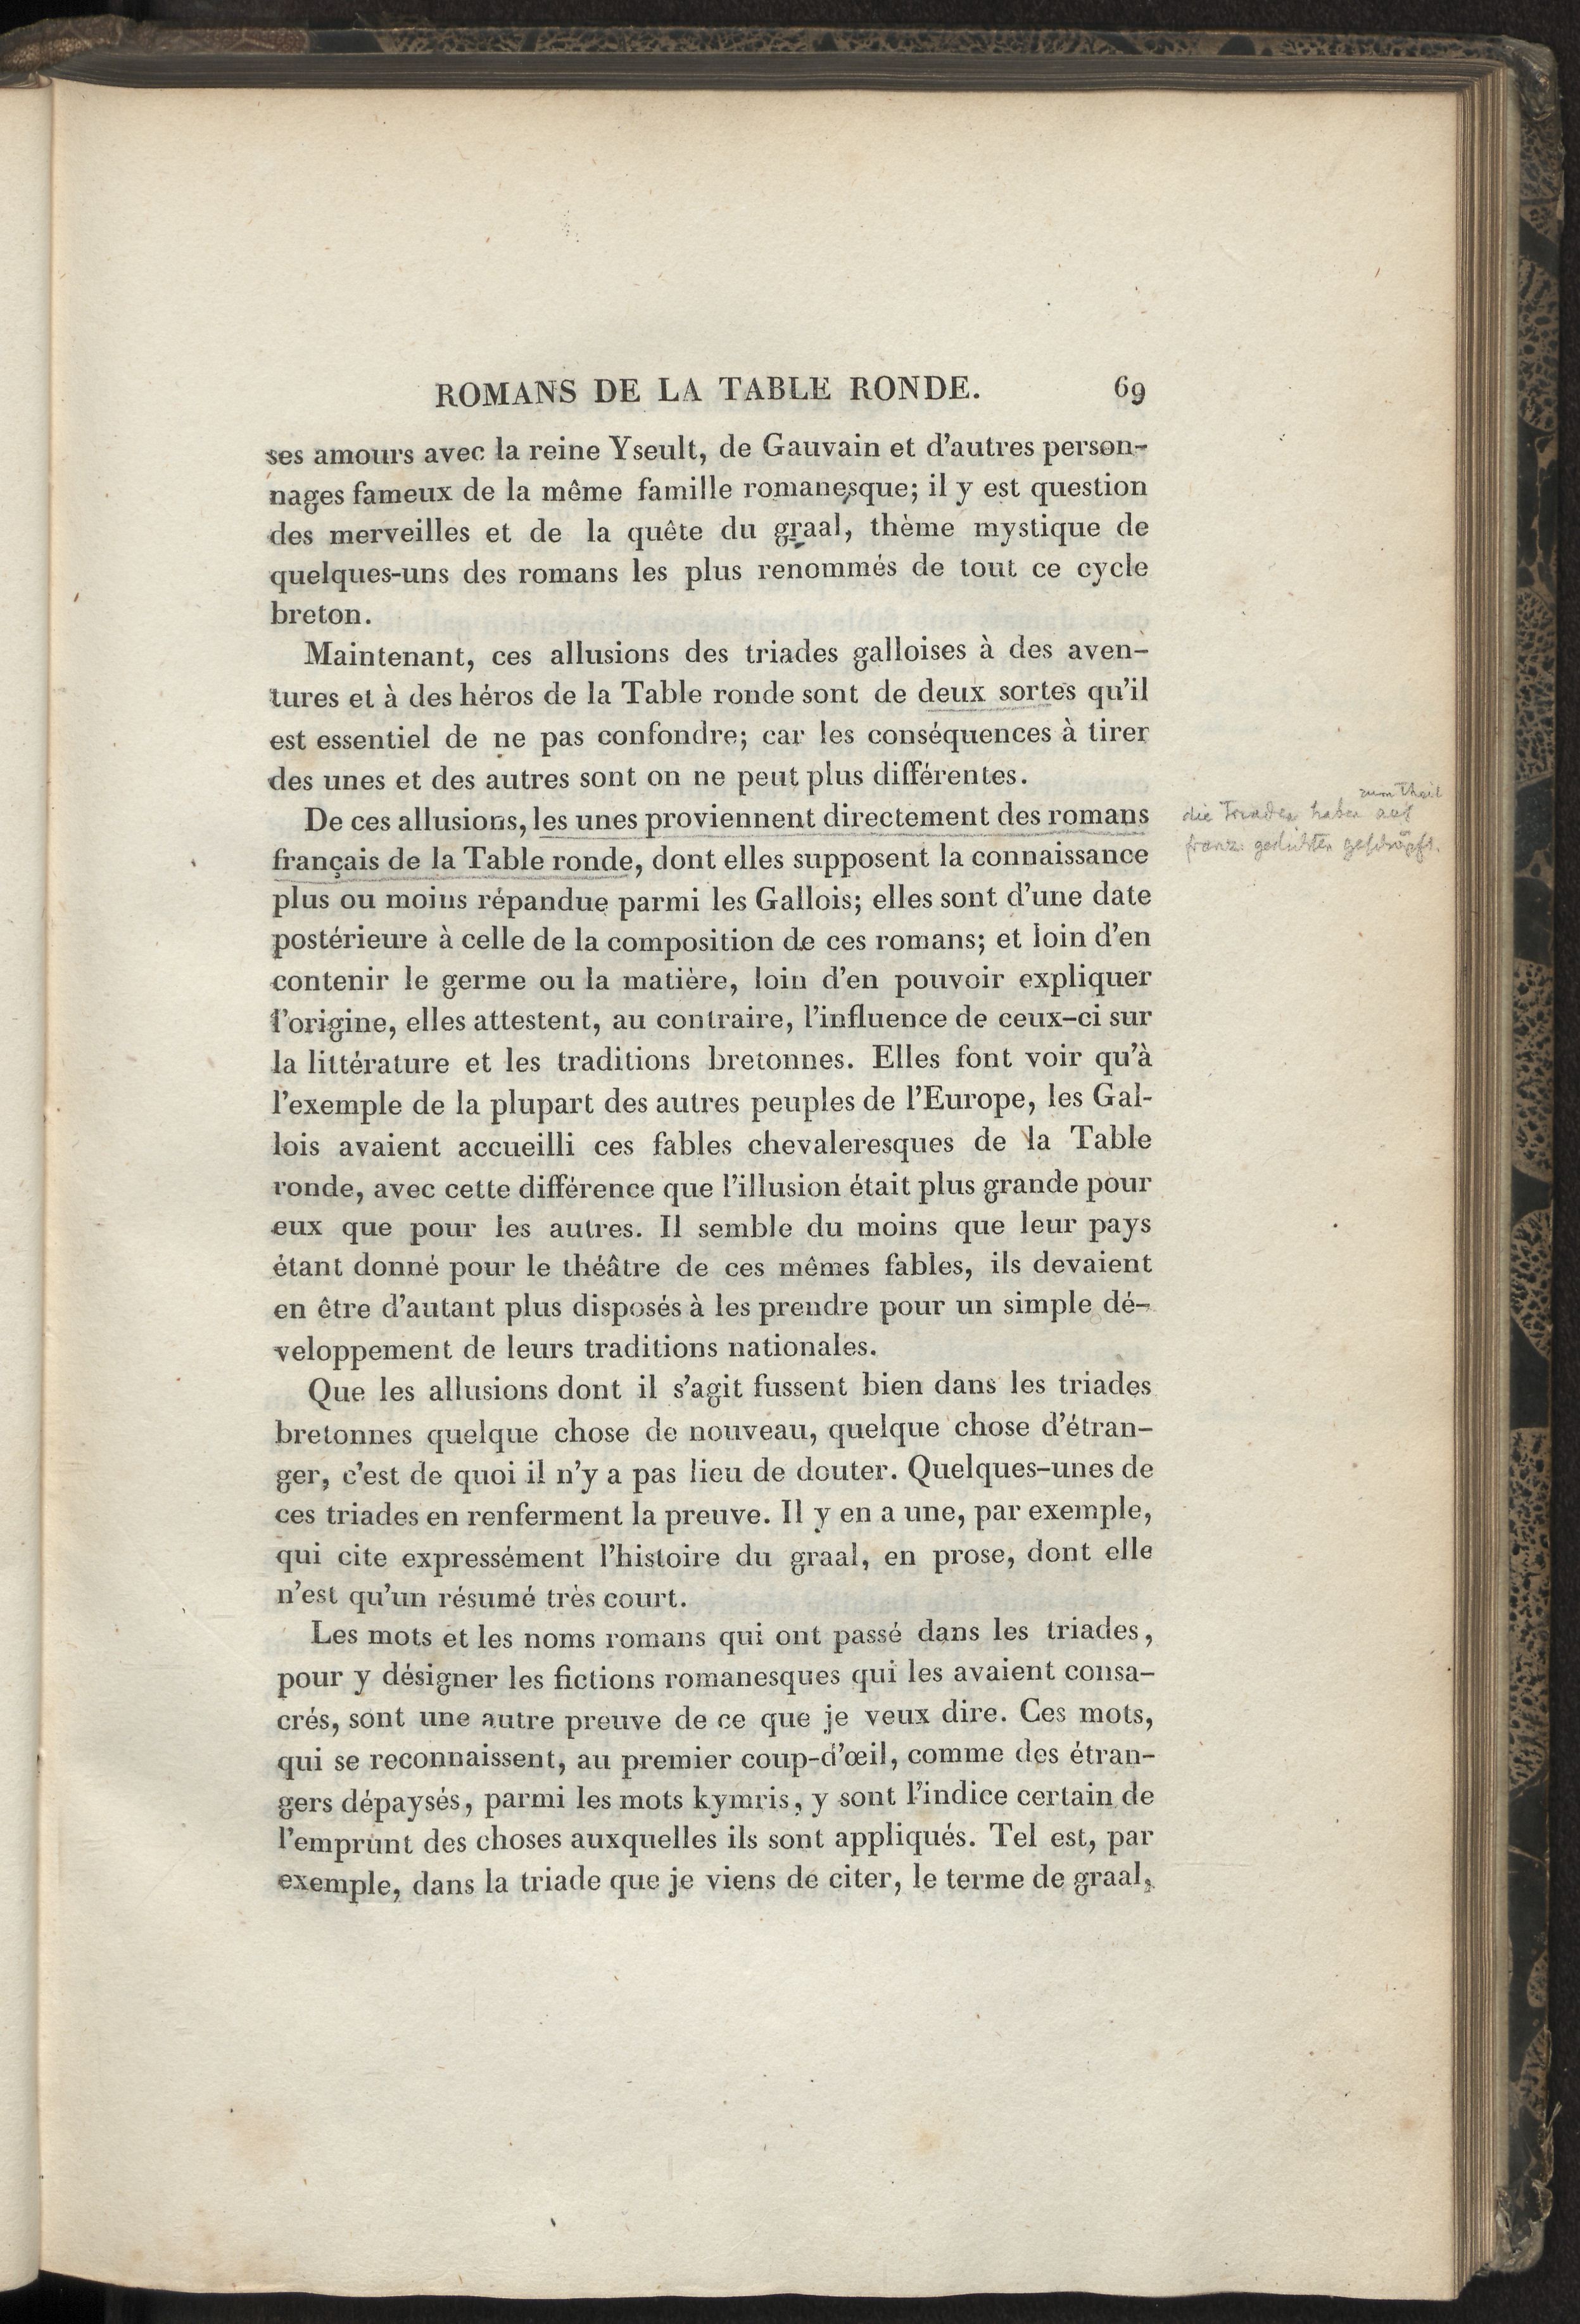 ROMANS DE LA TABLE RONDE. 69
ses amours avec la reine Yseult, de Gauvain et d'autres person-
nages fameux de la même famille romanesque; il y est question
des merveilles et de la quête du graal, thème mystique de
quelques-uns des romans les plus renommés de tout ce cycle
breton.
Maintenant, ces allusions des triades galloises à des aven-
tures et à des héros de la Table ronde sont de deux sortes qu'il
est essentiel de ne pas confondre; car les conséquences à tirer
des unes et des autres sont on ne peut plus différentes.
De ces allusions, les unes proviennent directement des romans
français de la Table ronde, dont elles supposent la connaissance
plus ou moins répandue parmi les Gallois; elles sont d'une date
postérieure à celle de la composition de ces romans; et loin d'en
contenir le germe ou la matière, loin d'en pouvoir expliquer
l'origine, elles attestent, au contraire, l'influence de ceux-ci sur
la littérature et les traditions bretonnes. Elles font voir qu'à
l'exemple de la plupart des autres peuples de l'Europe, les Gal-
lois avaient accueilli ces fables chevaleresques de la Table
ronde, avec cette différence que l'illusion était plus grande pour
eux que pour les autres. Il semble du moins que leur pays
étant donné pour le théâtre de ces mêmes fables, ils devaient
en être d'autant plus disposés à les prendre pour un simple dé-
veloppement de leurs traditions nationales.
Que les allusions dont il s'agit fussent bien dans les triades
bretonnes quelque chose de nouveau, quelque chose d'étran-
ger, c'est de quoi il n'y a pas lieu de douter. Quelques-unes de
ces triades en renferment la preuve. Il y en a une, par exemple,
qui cite expressément l'histoire du graal, en prose, dont elle
n'est qu'un résumé très court.
Les mots et les noms romans qui ont passé dans les triades,
pour y désigner les fictions romanesques qui les avaient consa-
crés, sont une autre preuve de ce que je veux dire. Ces mots,
qui se reconnaissent, au premier coup-d'œil, comme des étran-
gers dépaysés, parmi les mots kymris, y sont l'indice certain de
l'emprunt des choses auxquelles ils sont appliqués. Tel est, par
exemple, dans la triade que je viens de citer, le terme de graal,
zum Theil
die Triaden haben aus
franz. gedichten geschöpft.